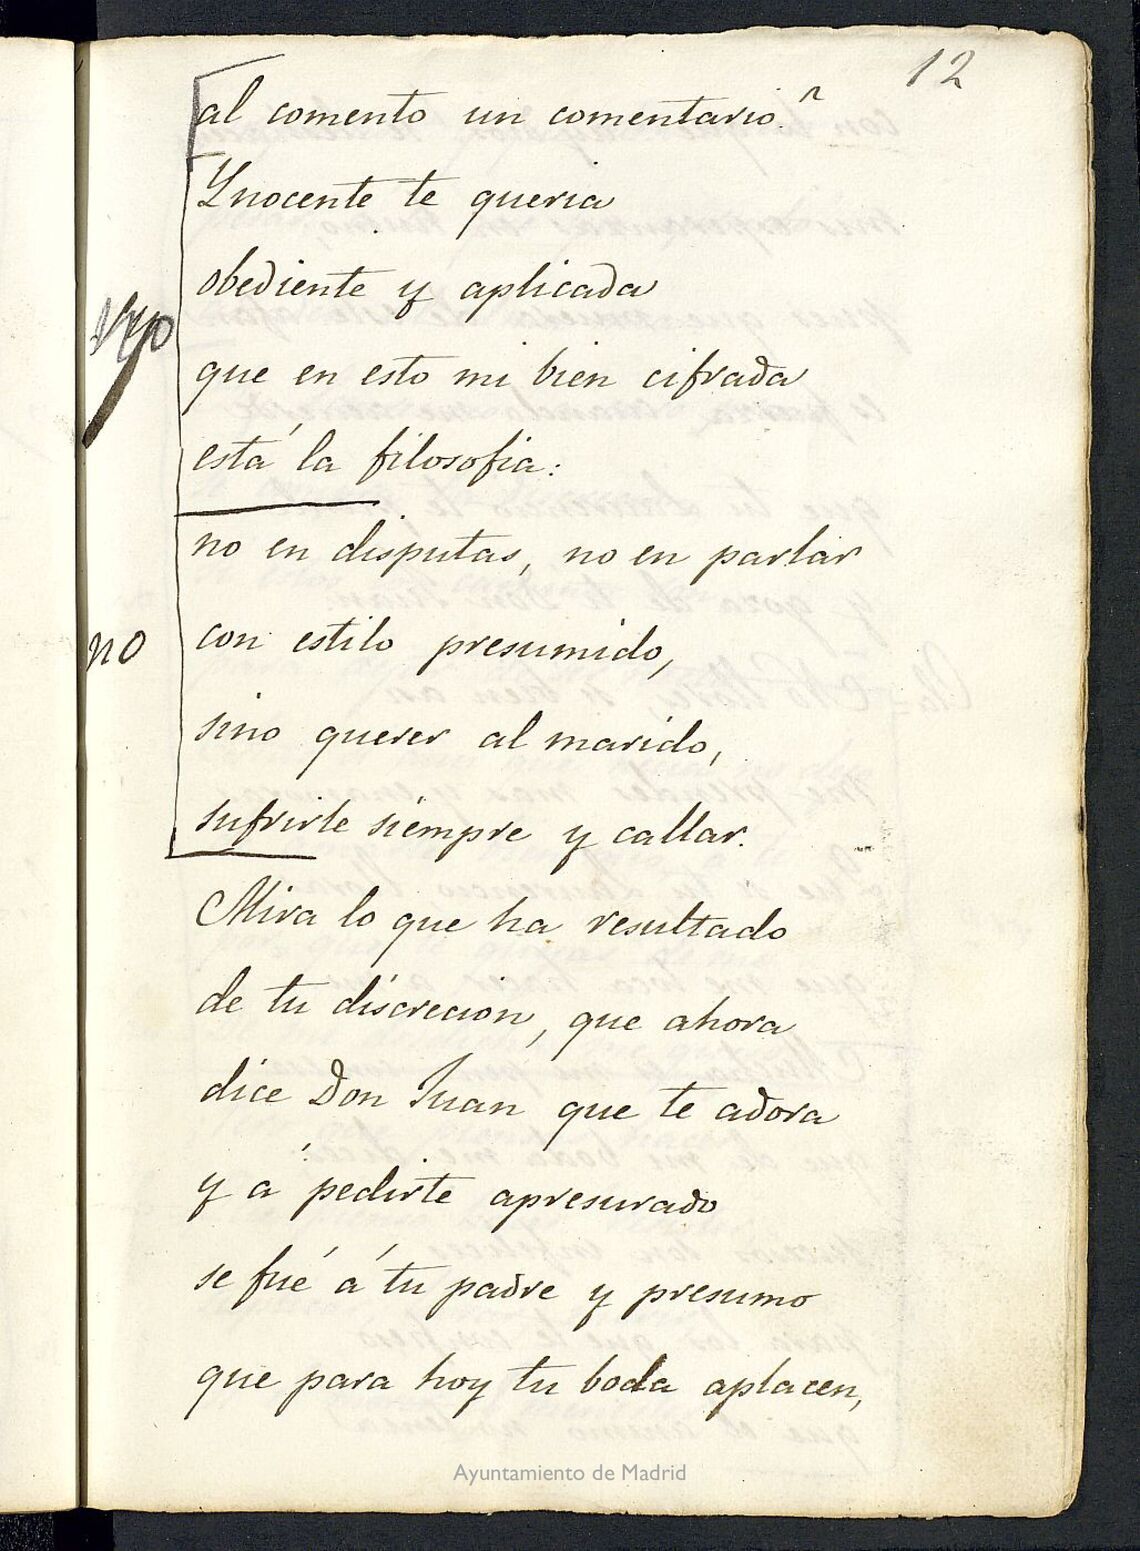 12
al comento un comentario."
Ynocente te queria
obediente y aplicada
que en esto mi bien cifrada
está la filosofia:
no en disputas, no en parlar
no
con estilo presumido,
sino querer al marido,
sufrirle siempre y callar.
Mira lo que ha resultado
de tu discrecion, que ahora
dice Don Juan que te adora
y á pedirte apresurado
se fué á tu padre y presumo
que para hoy tu boda aplacen,
Ayuntamiento de Madrid